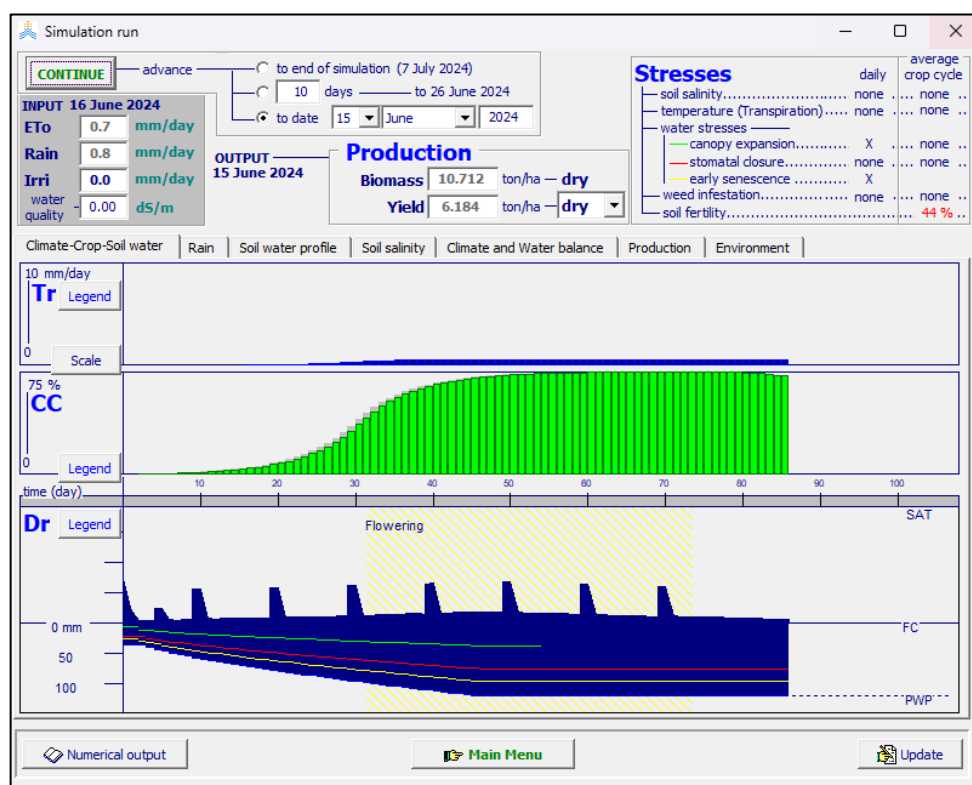 Simulation run
CONTINUE
advance
to end of simulation (7 July 2024)
10 days to 26 June 2024
to date 15 June 2024
INPUT 16 June 2024
ETo 0.7 mm/day
Rain 0.8 mm/day
Irri 0.0 mm/day
water quality 0.00 dS/m
OUTPUT
15 June 2024
Production
Biomass 10.712 ton/ha dry
Yield 6.184 ton/ha dry
Stresses
daily
average
crop cycle
soil salinity................ none .... none ..
temperature (Transpiration)..... none .... none ..
water stresses
canopy expansion............ X .... none ..
stomatal closure............ none .... none ..
early senescence ............ X
weed infestation............. none .... none ..
soil fertility........................................ 44 % ..
Climate-Crop-Soil water
Rain
Soil water profile
Soil salinity
Climate and Water balance
Production
Environment
10 mm/day
Tr
Legend
0
Scale
75 %
CC
0
Legend
time (day)
10 20 30 40 50 60 70 80 90 100
Dr
Legend
Flowering
SAT
0 mm
FC
50
100
PWP
Numerical output
Main Menu
Update